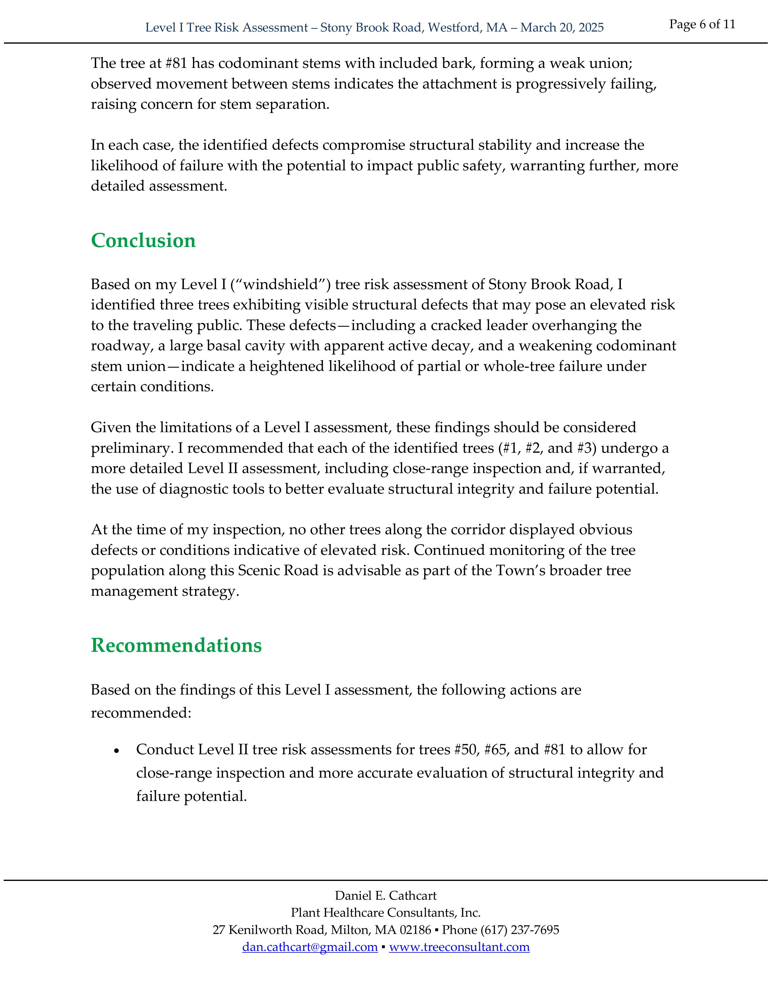 Level I Tree Risk Assessment – Stony Brook Road, Westford, MA – March 20, 2025
Page 6 of 11
The tree at #81 has codominant stems with included bark, forming a weak union;
observed movement between stems indicates the attachment is progressively failing,
raising concern for stem separation.
In each case, the identified defects compromise structural stability and increase the
likelihood of failure with the potential to impact public safety, warranting further, more
detailed assessment.
Conclusion
Based on my Level I (“windshield”) tree risk assessment of Stony Brook Road, I
identified three trees exhibiting visible structural defects that may pose an elevated risk
to the traveling public. These defects—including a cracked leader overhanging the
roadway, a large basal cavity with apparent active decay, and a weakening codominant
stem union—indicate a heightened likelihood of partial or whole-tree failure under
certain conditions.
Given the limitations of a Level I assessment, these findings should be considered
preliminary. I recommended that each of the identified trees (#1, #2, and #3) undergo a
more detailed Level II assessment, including close-range inspection and, if warranted,
the use of diagnostic tools to better evaluate structural integrity and failure potential.
At the time of my inspection, no other trees along the corridor displayed obvious
defects or conditions indicative of elevated risk. Continued monitoring of the tree
population along this Scenic Road is advisable as part of the Town’s broader tree
management strategy.
Recommendations
Based on the findings of this Level I assessment, the following actions are
recommended:
• Conduct Level II tree risk assessments for trees #50, #65, and #81 to allow for
close-range inspection and more accurate evaluation of structural integrity and
failure potential.
Daniel E. Cathcart
Plant Healthcare Consultants, Inc.
27 Kenilworth Road, Milton, MA 02186 ▪ Phone (617) 237-7695
dan.cathcart@gmail.com ▪ www.treeconsultant.com